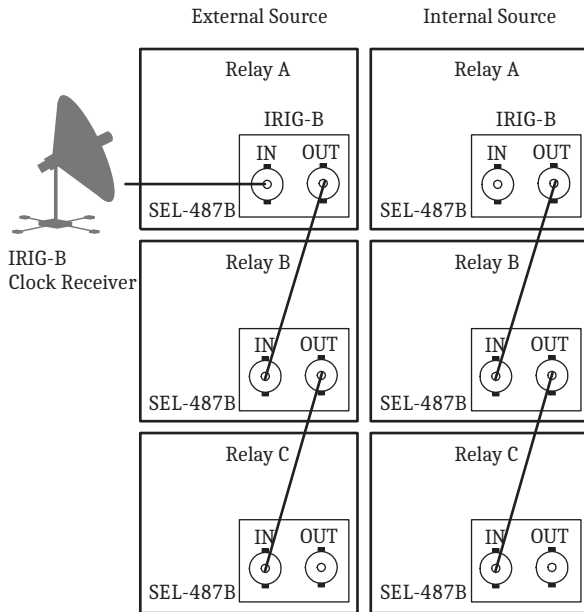 External Source
Internal Source
Relay A
IRIG-B
IN OUT
SEL-487B
IRIG-B
Clock Receiver
Relay B
IN OUT
SEL-487B
Relay C
IN OUT
SEL-487B
Relay A
IRIG-B
IN OUT
SEL-487B
Relay B
IN OUT
SEL-487B
Relay C
IN OUT
SEL-487B